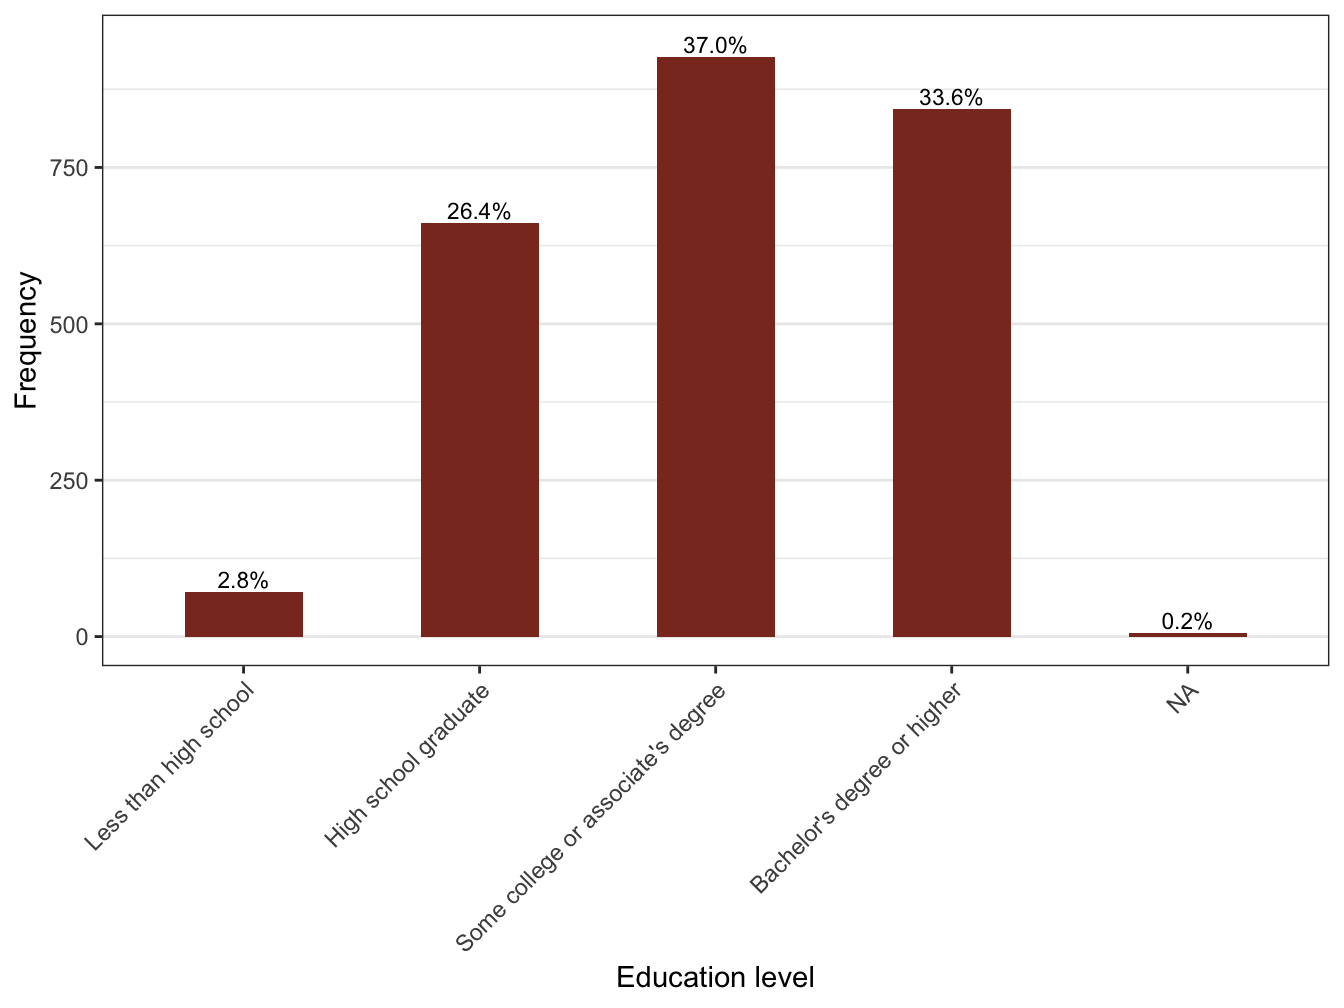 37.0%
33.6%
26.4%
2.8%
0.2%
750
500
250
0
Frequency
Less than high school
High school graduate
Some college or associate's degree
Bachelor's degree or higher
NA
Education level